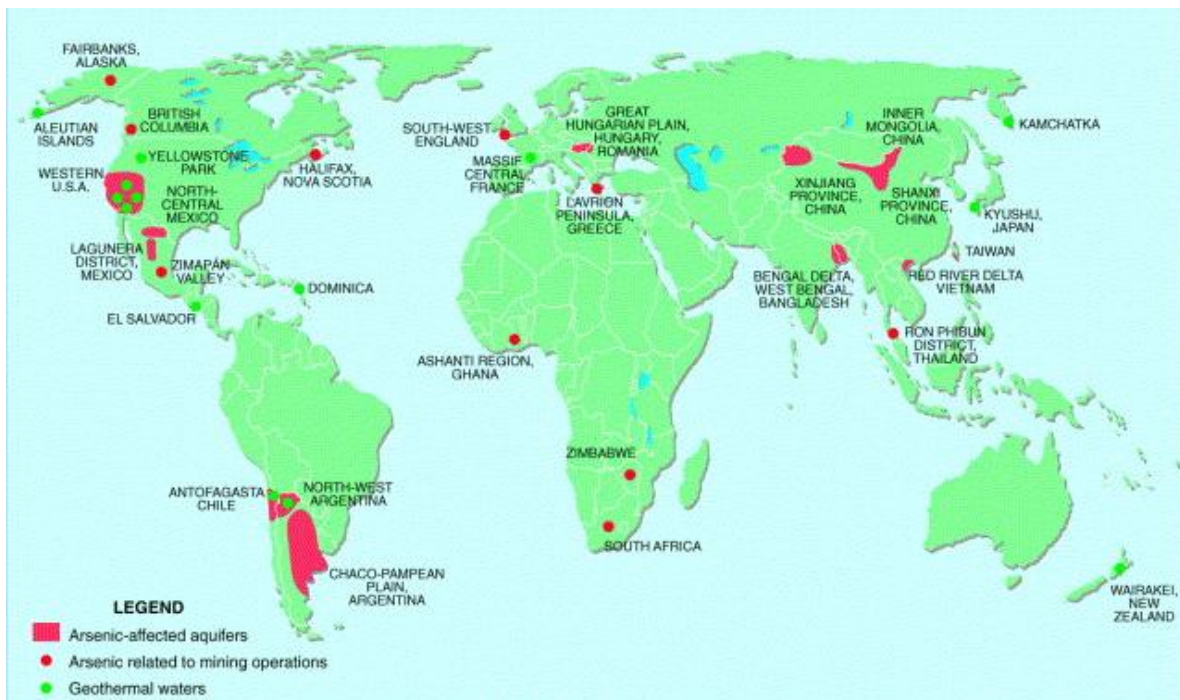 FAIRBANKS,
ALASKA
ALEUTIAN
ISLANDS
BRITISH
COLUMBIA
YELLOWSTONE
PARK
WESTERN
U.S.A.
HALIFAX,
NOVA SCOTIA
NORTH-
CENTRAL
MEXICO
LAGUNERA
DISTRICT,
MEXICO
ZIMAPÁN
VALLEY
EL SALVADOR
DOMINICA
SOUTH-WEST
ENGLAND
MASSIF
CENTRAL,
FRANCE
GREAT
HUNGARIAN PLAIN,
HUNGARY,
ROMANIA
LAVRION
PENINSULA,
GREECE
INNER
MONGOLIA,
CHINA
KAMCHATKA
XINJIANG
PROVINCE,
CHINA
SHANXI
PROVINCE,
CHINA
KYUSHU,
JAPAN
TAIWAN
BENGAL DELTA,
WEST BENGAL,
BANGLADESH
RED RIVER DELTA
VIETNAM
RON PHIBUN
DISTRICT,
THAILAND
ASHANTI REGION,
GHANA
ZIMBABWE
SOUTH AFRICA
ANTOFAGASTA
CHILE
NORTH-WEST
ARGENTINA
CHACO-PAMPEAN
PLAIN,
ARGENTINA
WAIRAKEI,
NEW
ZEALAND
LEGEND
Arsenic-affected aquifers
Arsenic related to mining operations
Geothermal waters